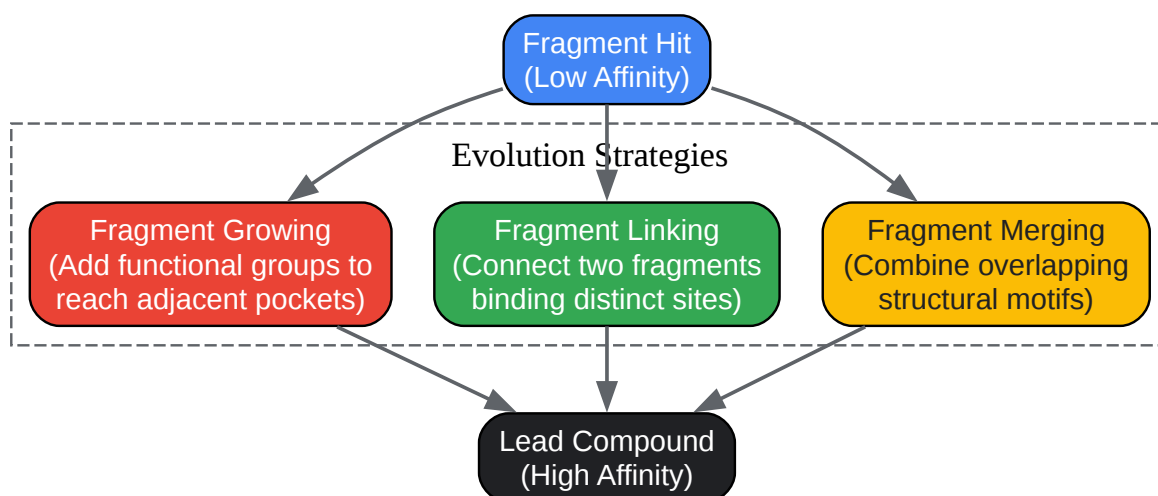 Fragment Hit
(Low Affinity)
Evolution Strategies
Fragment Growing
(Add functional groups to
reach adjacent pockets)
Fragment Linking
(Connect two fragments
binding distinct sites)
Fragment Merging
(Combine overlapping
structural motifs)
Lead Compound
(High Affinity)